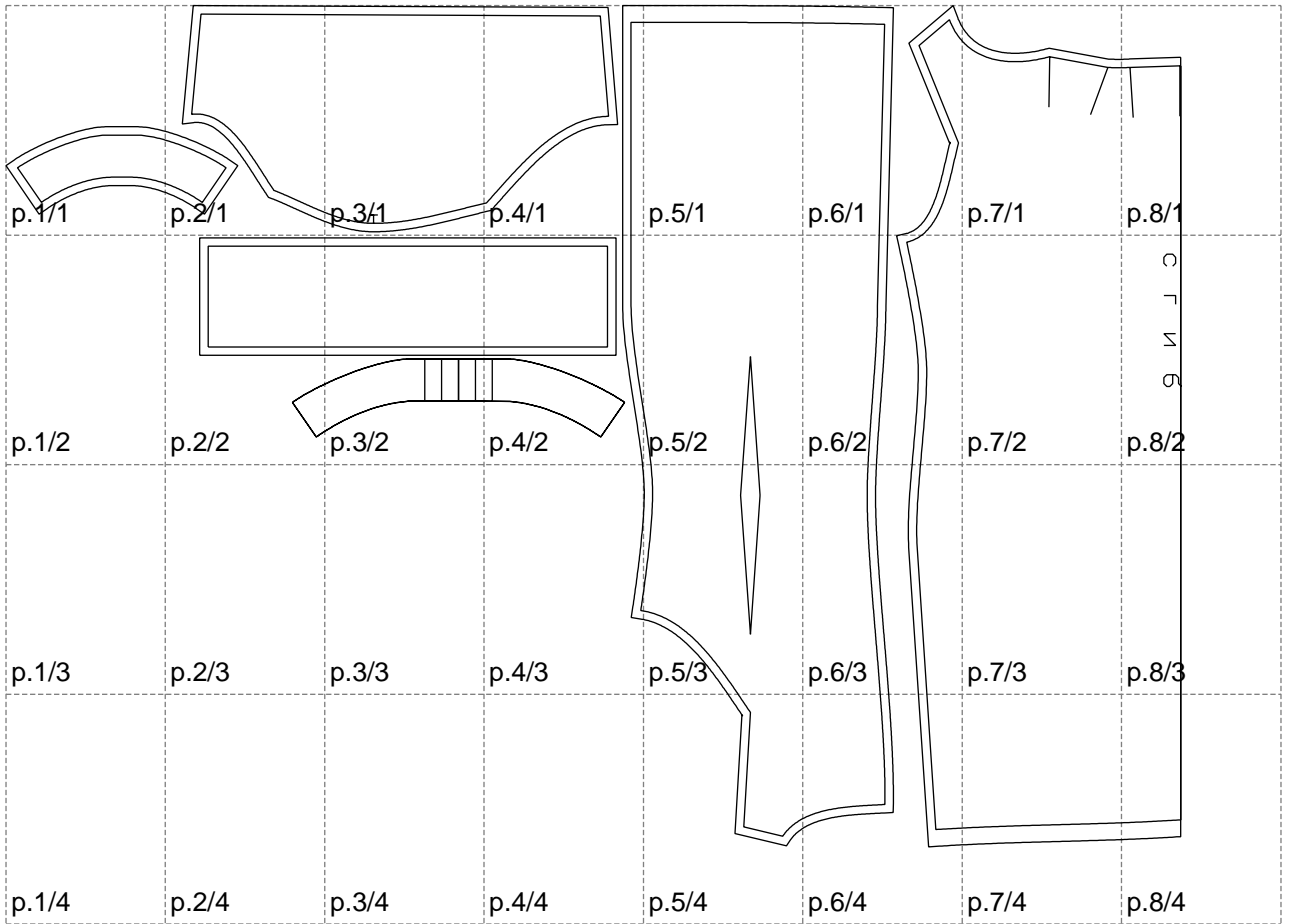 p.1/1 p.2/1 p.3/1 p.4/1 p.5/1 p.6/1 p.7/1 p.8/1
С Г И Б
p.1/2 p.2/2 p.3/2 p.4/2 p.5/2 p.6/2 p.7/2 p.8/2
p.1/3 p.2/3 p.3/3 p.4/3 p.5/3 p.6/3 p.7/3 p.8/3
p.1/4 p.2/4 p.3/4 p.4/4 p.5/4 p.6/4 p.7/4 p.8/4